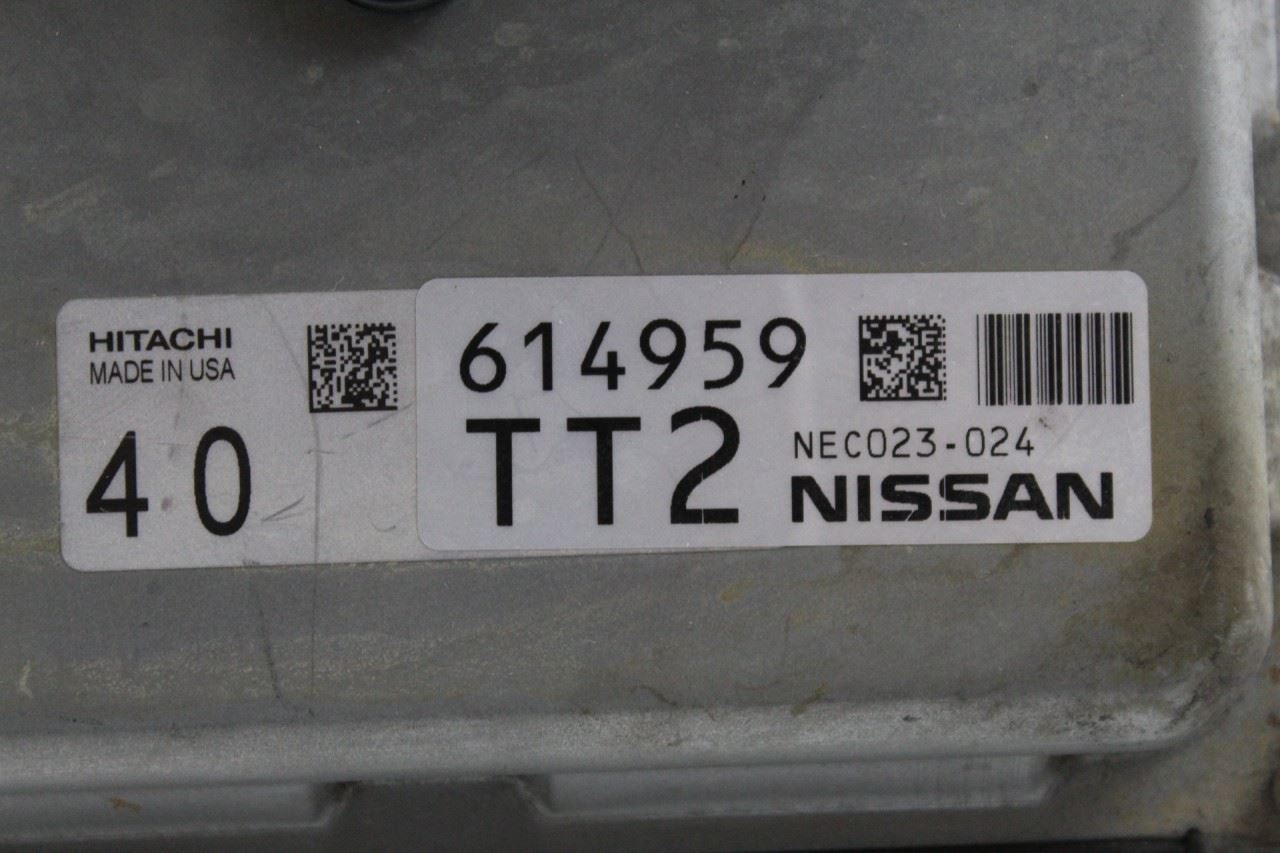 HITACHI
MADE IN USA
40
614959
TT2
NEC023-024
NISSAN